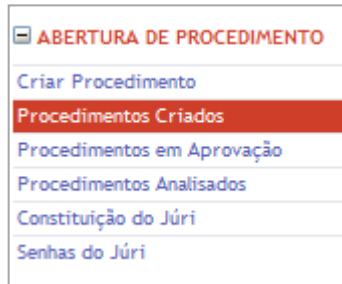 ABERTURA DE PROCEDIMENTO
Criar Procedimento
Procedimentos Criados
Procedimentos em Aprovação
Procedimentos Analisados
Constituição do Júri
Senhas do Júri